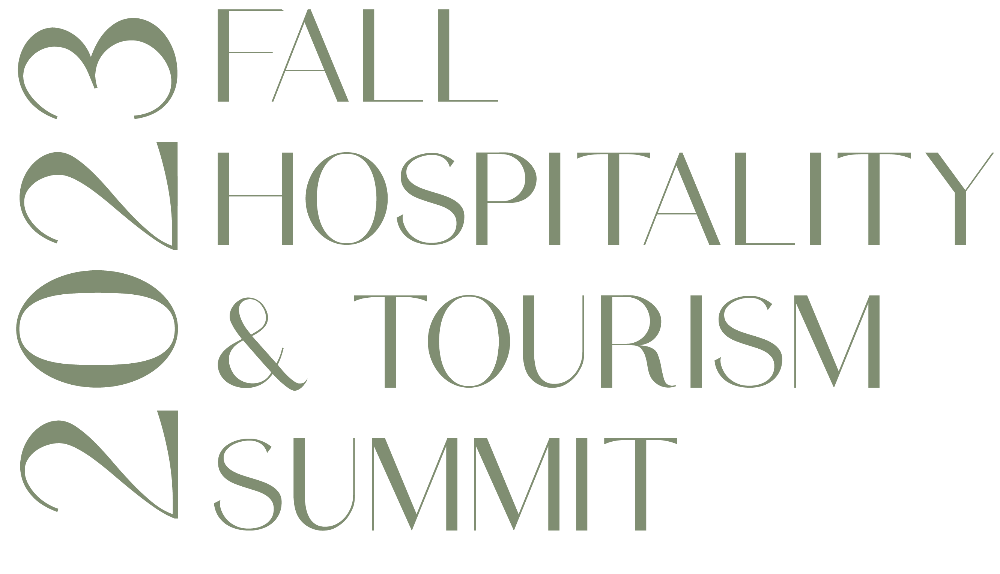 2023
FALL
HOSPITALITY
& TOURISM
SUMMIT